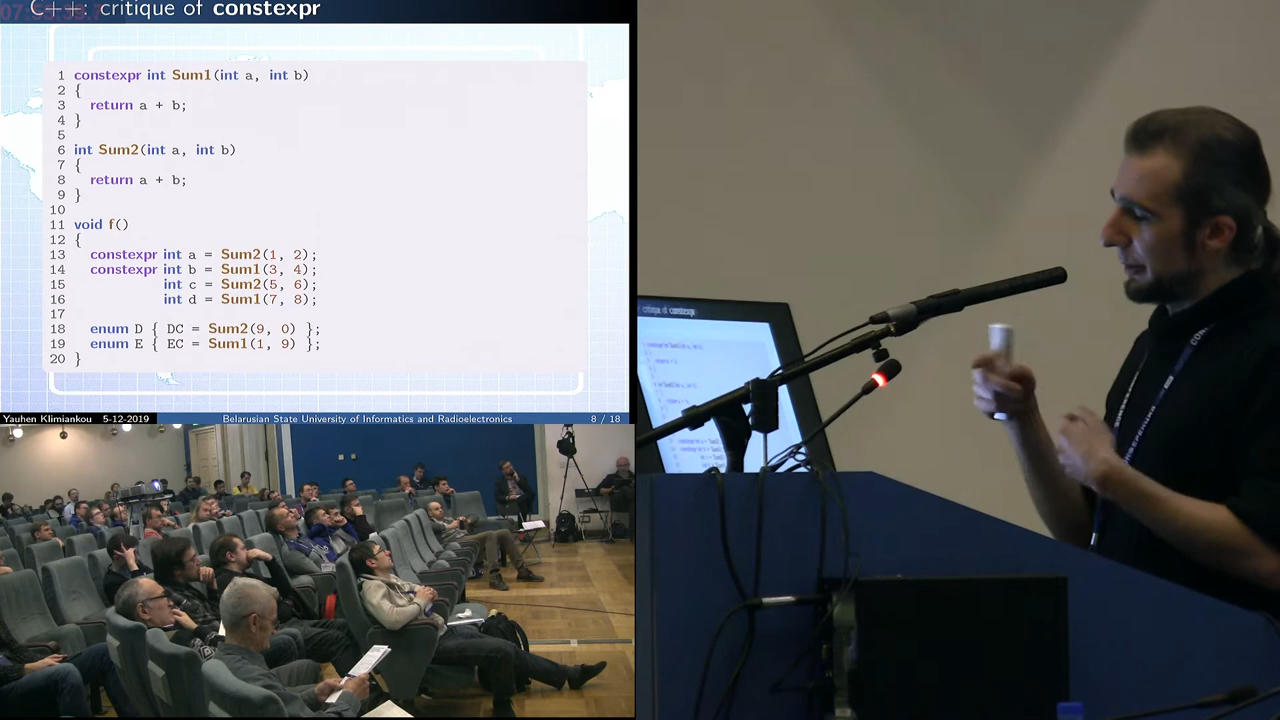 C++: critique of constexpr
1 constexpr int Sum1(int a, int b)
2 {
3 return a + b;
4 }
5
6 int Sum2(int a, int b)
7 {
8 return a + b;
9 }
10
11 void f()
12 {
13 constexpr int a = Sum2(1, 2);
14 constexpr int b = Sum1(3, 4);
15 int c = Sum2(5, 6);
16 int d = Sum1(7, 8);
17
18 enum D { DC = Sum2(9, 0) };
19 enum E { EC = Sum1(1, 9) };
20 }
Yauhen Klimiankou 5-12-2019 Belarusian State University of Informatics and Radioelectronics 8 / 18
critique of constexpr